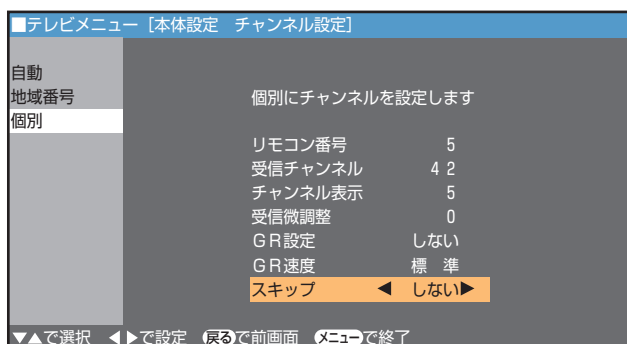 ■テレビメニュー [本体設定　チャンネル設定]
自動
地域番号
個別
個別にチャンネルを設定します
リモコン番号　5
受信チャンネル　４２
チャンネル表示　5
受信微調整　0
ＧＲ設定　しない
ＧＲ速度　標 準
スキップ　◀ しない▶
▼▲で選択　◀▶で設定　戻るで前画面　メニューで終了